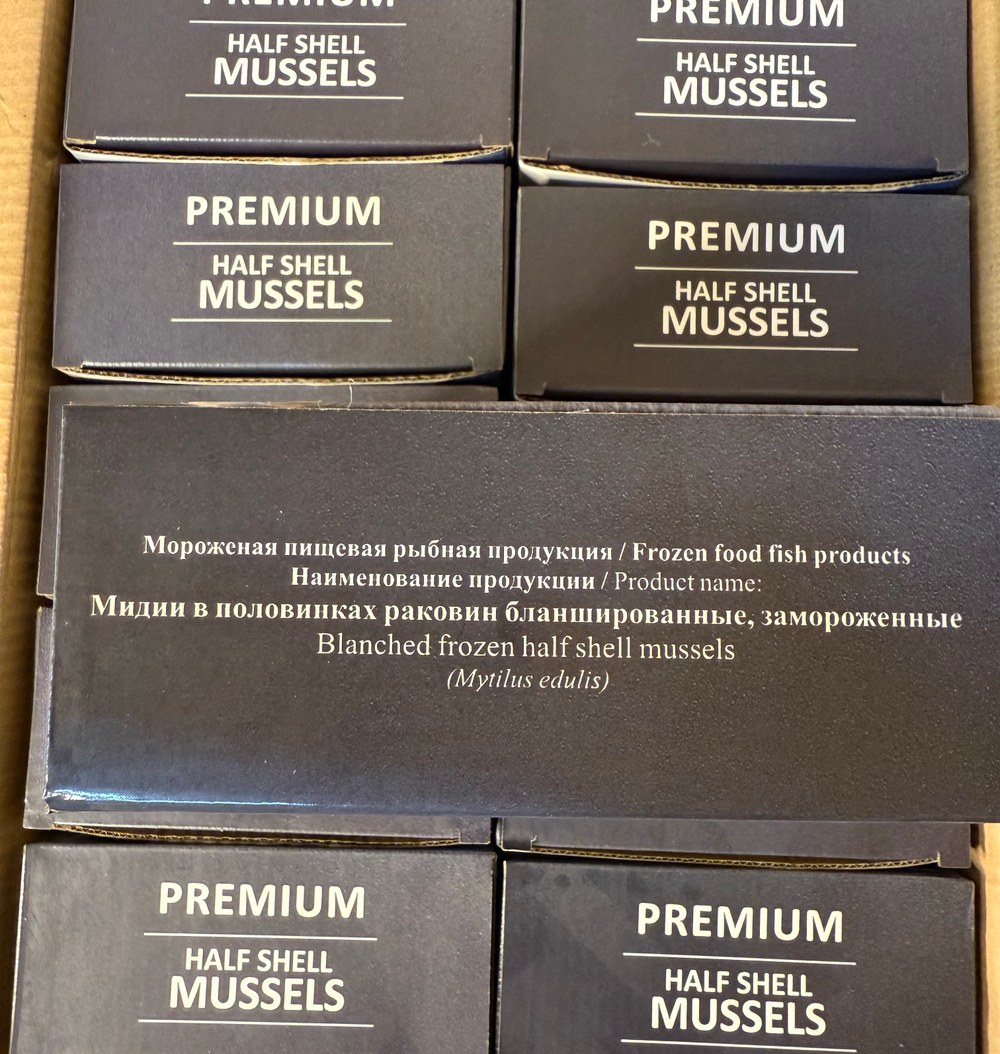 PREMIUM
HALF SHELL
MUSSELS
PREMIUM
HALF SHELL
MUSSELS
PREMIUM
HALF SHELL
MUSSELS
PREMIUM
HALF SHELL
MUSSELS
Мороженая пищевая рыбная продукция / Frozen food fish products
Наименование продукции / Product name:
Мидии в половинках раковин бланшированные, замороженные
Blanched frozen half shell mussels
(Mytilus edulis)
PREMIUM
HALF SHELL
MUSSELS
PREMIUM
HALF SHELL
MUSSELS